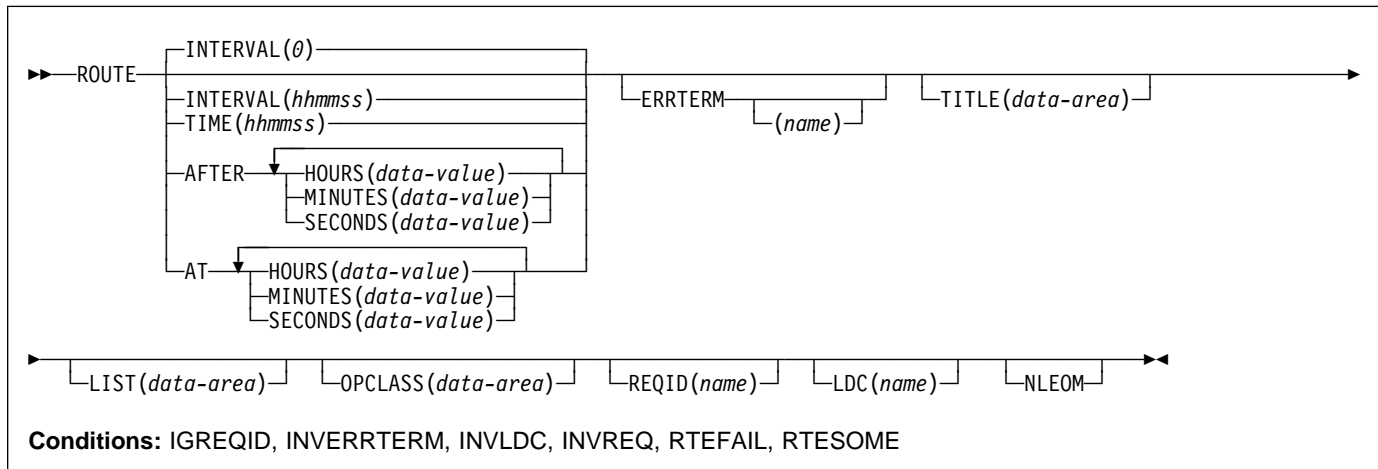 INTERVAL(0)
ROUTE
INTERVAL(hhmmss) ERRTERM TITLE(data-area)
TIME(hhmmss) (name)
AFTER HOURS(data-value)
MINUTES(data-value)
SECONDS(data-value)
AT HOURS(data-value)
MINUTES(data-value)
SECONDS(data-value)
LIST(data-area) OPCLASS(data-area) REQID(name) LDC(name) NLEOM
Conditions: IGREQID, INVERRTERM, INVLDC, INVREQ, RTEFAIL, RTESOME